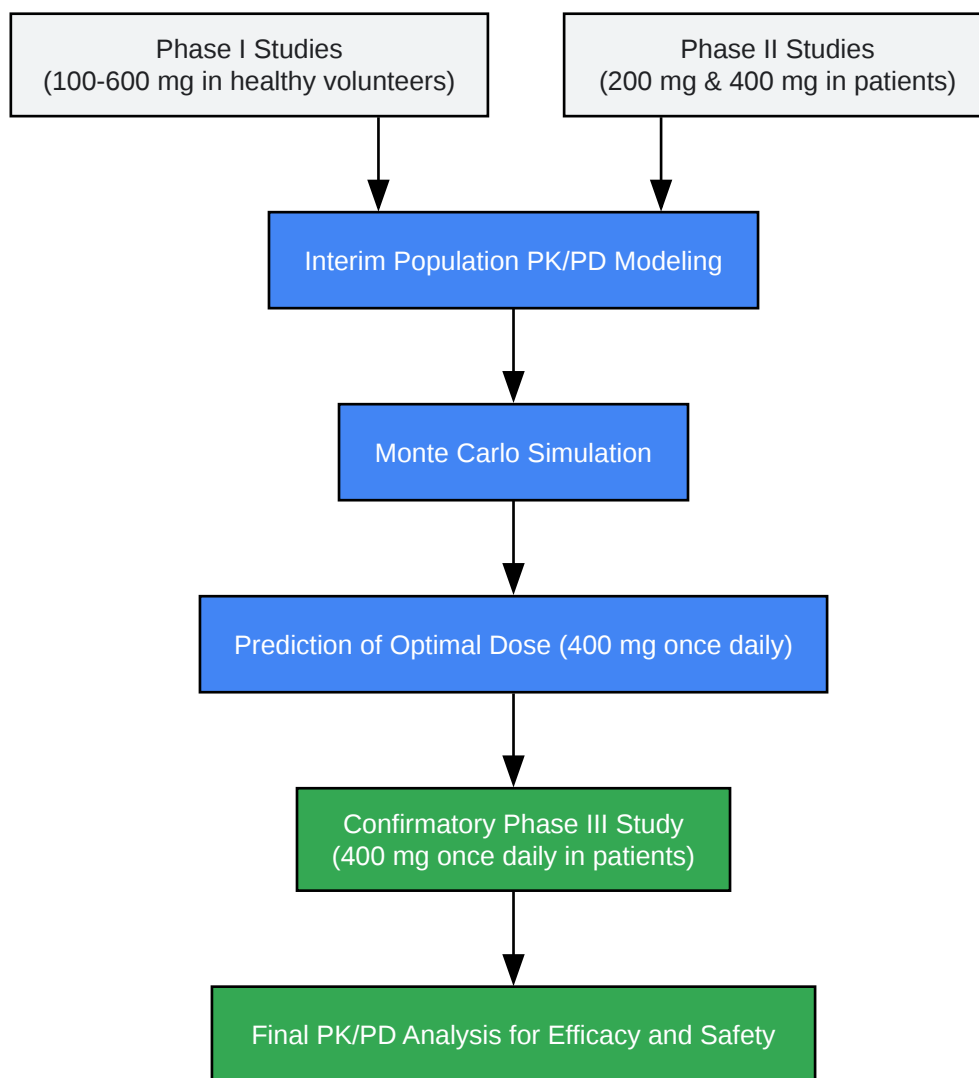 Phase I Studies
(100-600 mg in healthy volunteers)
Phase II Studies
(200 mg & 400 mg in patients)
Interim Population PK/PD Modeling
Monte Carlo Simulation
Prediction of Optimal Dose (400 mg once daily)
Confirmatory Phase III Study
(400 mg once daily in patients)
Final PK/PD Analysis for Efficacy and Safety